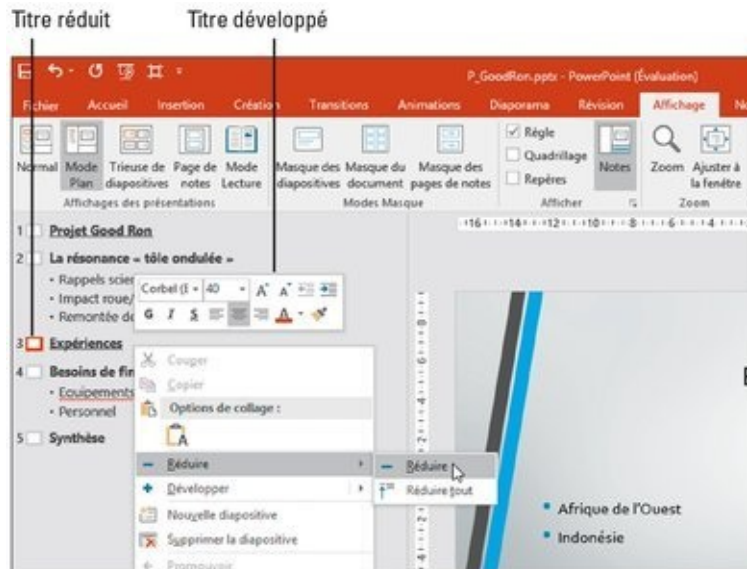 Titre réduit Titre développé
P_GoodRon.pptx - PowerPoint (Évaluation)
Fichier Accueil Insertion Création Transitions Animations Diaporama Révision Affichage
Normal Mode Plan Trieuse de diapositives Page de notes Mode Lecture
Masque des diapositives Masque du document Masque des pages de notes
Règle
Quadrillage
Repères
Notes Zoom Ajuster à la fenêtre
Affichages des présentations Modes Masque Afficher Zoom
1 Projet Good Ron
2 La résonance « tôle ondulée »
• Rappels scien
• Impact roue/
• Remontée de
Corbel (E 40 A A
G I S A
3 Expériences
4 Besoins de fin
• Equipements
• Personnel
5 Synthèse
Couper
Copier
Options de collage :
Réduire
Développer
Nouvelle diapositive
Supprimer la diapositive
Promouvoir
Réduire
Réduire tout
• Afrique de l'Ouest
• Indonésie